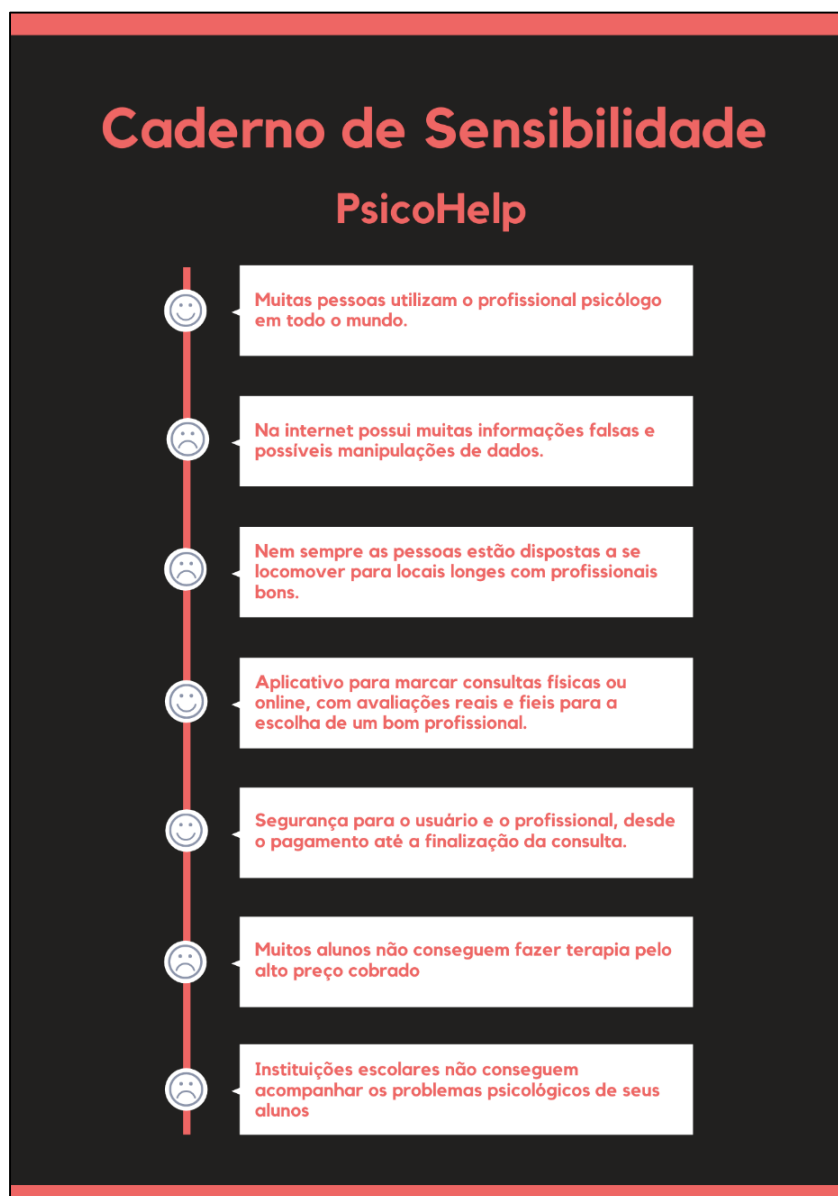 Caderno de Sensibilidade
PsicoHelp
Muitas pessoas utilizam o profissional psicólogo
em todo o mundo.
Na internet possui muitas informações falsas e
possíveis manipulações de dados.
Nem sempre as pessoas estão dispostas a se
locomover para locais longes com profissionais
bons.
Aplicativo para marcar consultas físicas ou
online, com avaliações reais e fieis para a
escolha de um bom profissional.
Segurança para o usuário e o profissional, desde
o pagamento até a finalização da consulta.
Muitos alunos não conseguem fazer terapia pelo
alto preço cobrado
Instituições escolares não conseguem
acompanhar os problemas psicológicos de seus
alunos